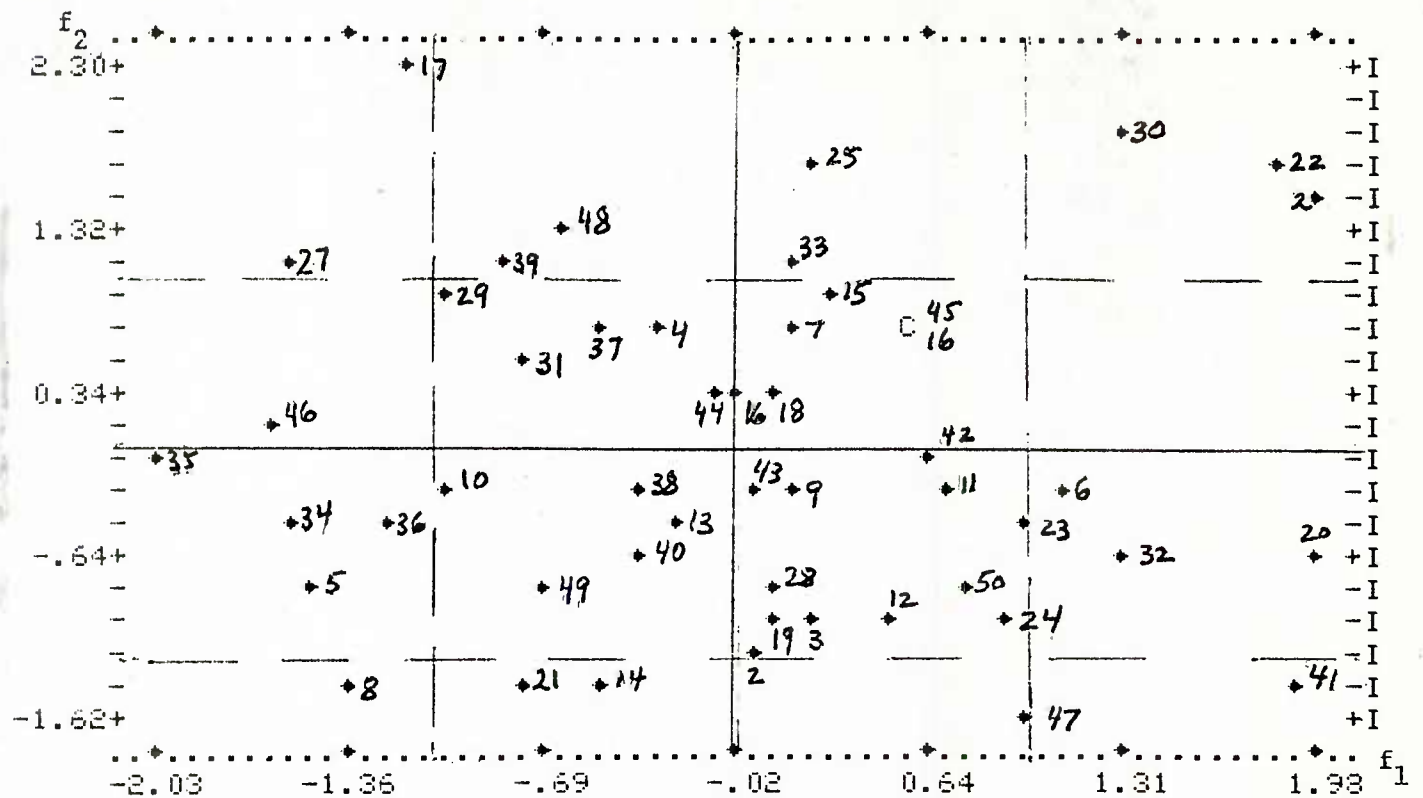 f2
2.30+ 17 +I
- -I
- 30 -I
- 25 22 -I
- 2 -I
1.32+ 48 +I
- 27 39 33 -I
- 29 15 -I
- 37 4 7 45 16 -I
- 31 -I
0.34+ 44 16 18 +I
- 46 -I
- 35 42 -I
- 10 38 43 9 11 6 -I
- 34 36 13 23 -I
-.64+ 40 32 20 +I
- 5 49 28 50 -I
- 19 3 12 24 -I
- 2 -I
- 8 21 14 41 -I
-1.62+ 47 +I
-2.03 -1.36 -.69 -.02 0.64 1.31 1.98 f1